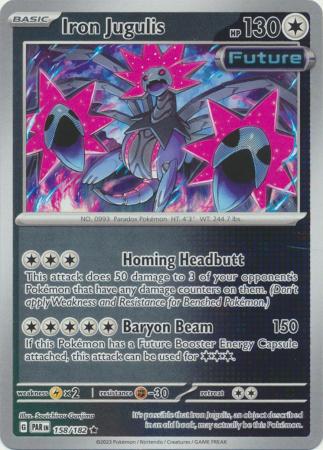 BASIC Iron Jugulis HP 130
Future
NO. 0993 Paradox Pokémon HT. 4'3" WT. 244.7 lbs.
Homing Headbutt
This attack does 50 damage to 3 of your opponent's
Pokémon that have any damage counters on them. (Don't
apply Weakness and Resistance for Benched Pokémon.)
Baryon Beam 150
If this Pokémon has a Future Booster Energy Capsule
attached, this attack can be used for ✶✶✶.
weakness ×2 resistance -30 retreat
Illus. Souichirou Gunjima
It's possible that Iron Jugulis, an object described
in an old book, may actually be this Pokémon.
G PAR EN 158/182 ★
©2023 Pokémon / Nintendo / Creatures / GAME FREAK